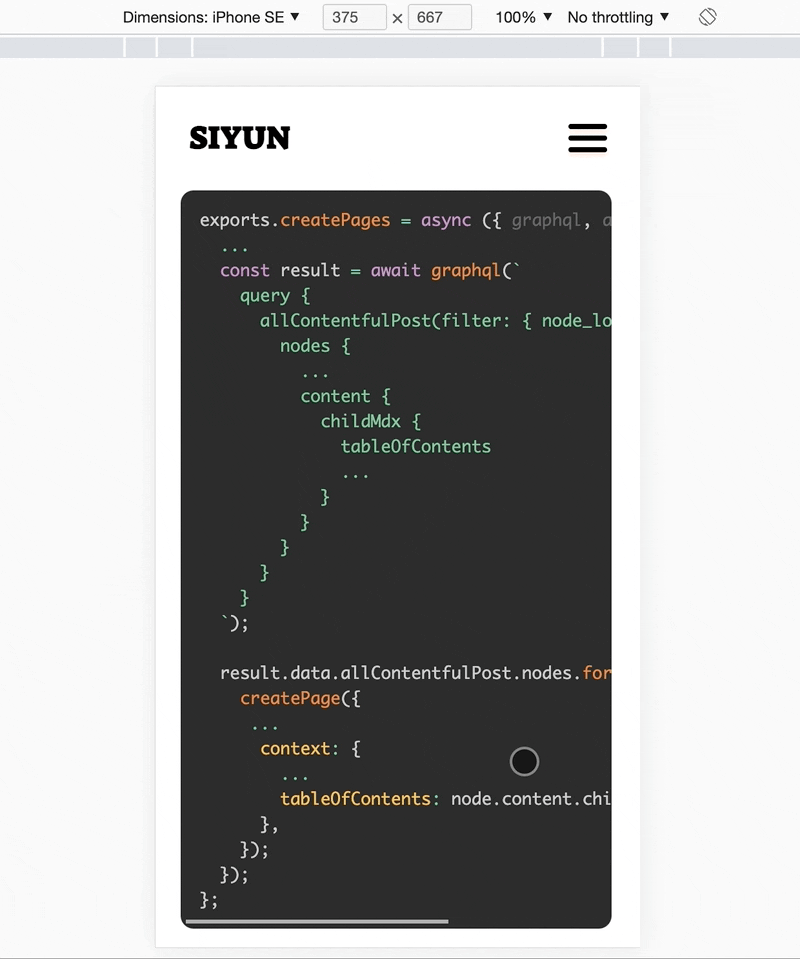 Dimensions: iPhone SE ▼ 375 × 667 100% ▼ No throttling ▼
SIYUN
exports.createPages = async ({ graphql, a
  ...
  const result = await graphql(`
    query {
      allContentfulPost(filter: { node_lo
        nodes {
          ...
          content {
            childMdx {
              tableOfContents
              ...
            }
          }
        }
      }
    }
  `);

  result.data.allContentfulPost.nodes.for
    createPage({
     ...
      context: {
        ...
        tableOfContents: node.content.chi
      },
    });
  });
};